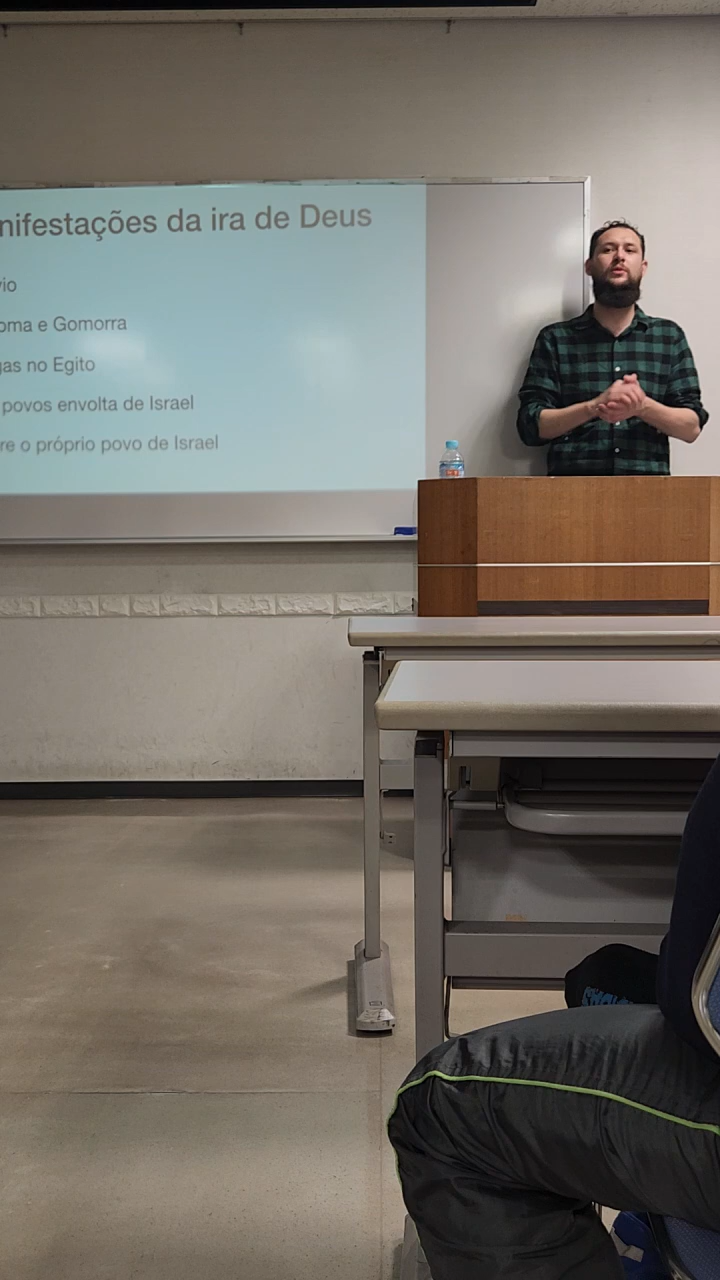 nifestações da ira de Deus
vio
oma e Gomorra
gas no Egito
povos envolta de Israel
re o próprio povo de Israel